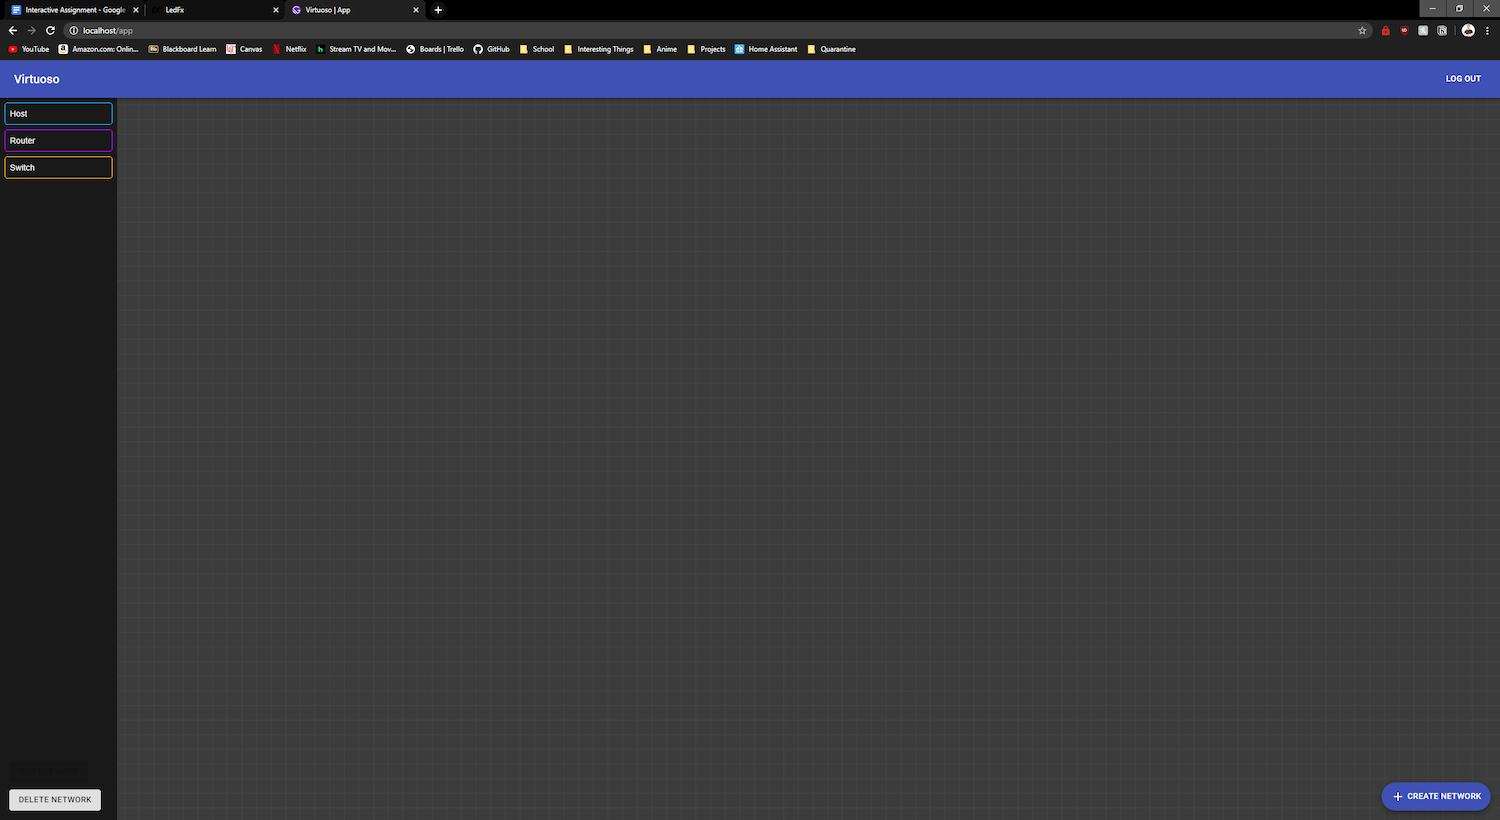 Interactive Assignment - Google
LedFx
Virtuoso | App
localhost/app
YouTube
Amazon.com: Onlin...
Blackboard Learn
Canvas
Netflix
Stream TV and Mov...
Boards | Trello
GitHub
School
Interesting Things
Anime
Projects
Home Assistant
Quarantine
Virtuoso
LOG OUT
Host
Router
Switch
DELETE NETWORK
CREATE NETWORK